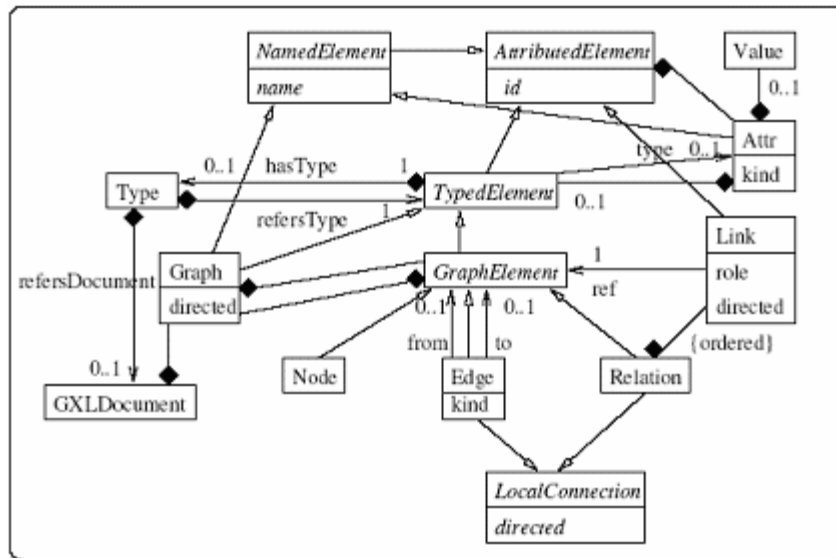 NamedElement
name
AttributedElement
id
Value
0..1
Attr
kind
0..1
hasType
1
type
0..1
Type
TypedElement
0..1
refersType
1
Link
role
directed
refersDocument
Graph
directed
GraphElement
1
ref
0..1
0..1
from
to
{ordered}
0..1
Node
Edge
kind
Relation
GXLDocument
LocalConnection
directed